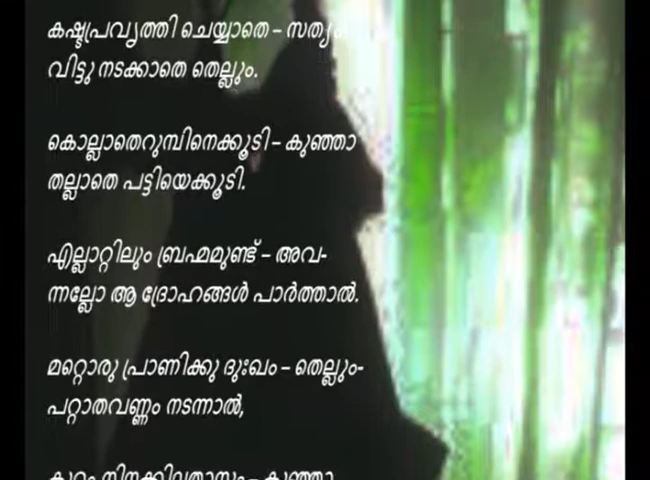 കഷ്ടപ്രവൃത്തി ചെയ്യാതെ – സത്യം
വിട്ടു നടക്കാതെ തെല്ലും.
കൊല്ലാതെറുമ്പിനെക്കൂടി – കുഞ്ഞാ
തല്ലാതെ പട്ടിയെക്കൂടി.
എല്ലാറ്റിലും ബ്രഹ്മമുണ്ട് – അവ-
ന്നല്ലോ ആ ദ്രോഹങ്ങൾ പാർത്താൽ.
മറ്റൊരു പ്രാണിക്കു ദുഃഖം – തെല്ലും-
പറ്റാതവണ്ണം നടന്നാൽ,